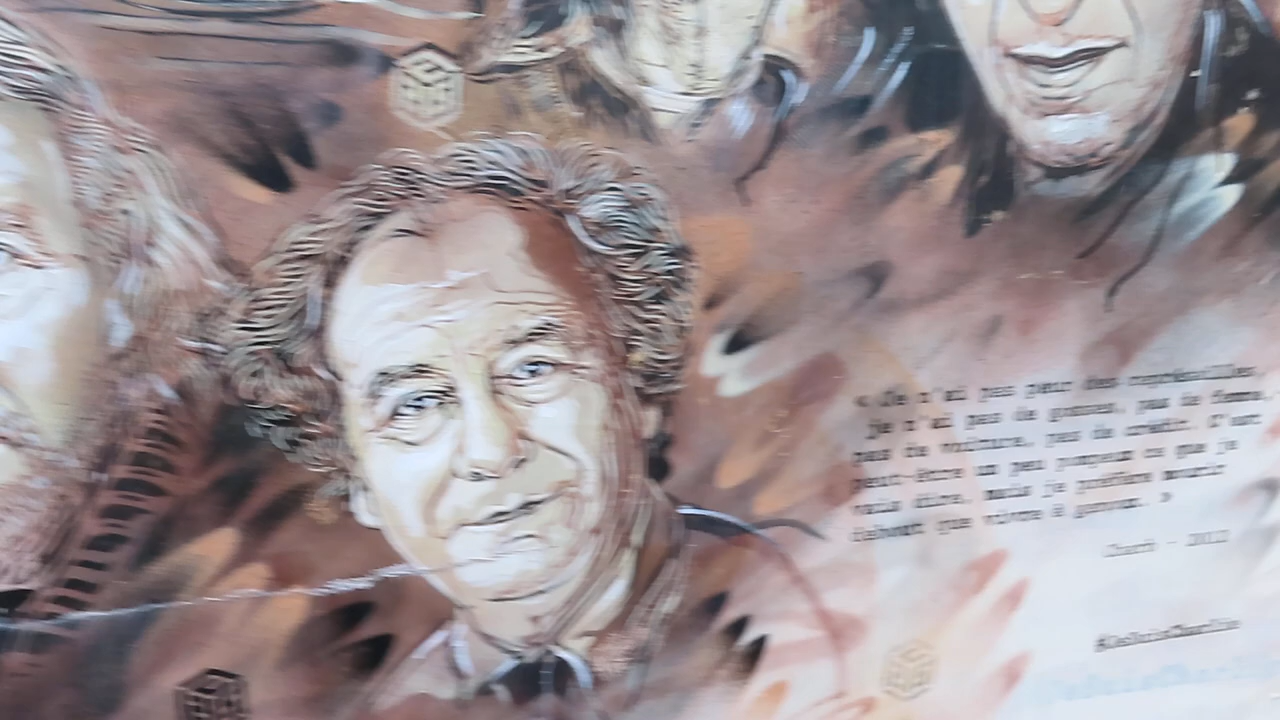 « Je n'ai pas peur des représailles,
je n'ai pas de gosses, pas de femme,
pas de voiture, pas de crédit. C'est
peut-être un peu pompeux ce que je
vais dire, mais je préfère mourir
debout que vivre à genoux. »
Charb - 2012
#JeSuisCharlie